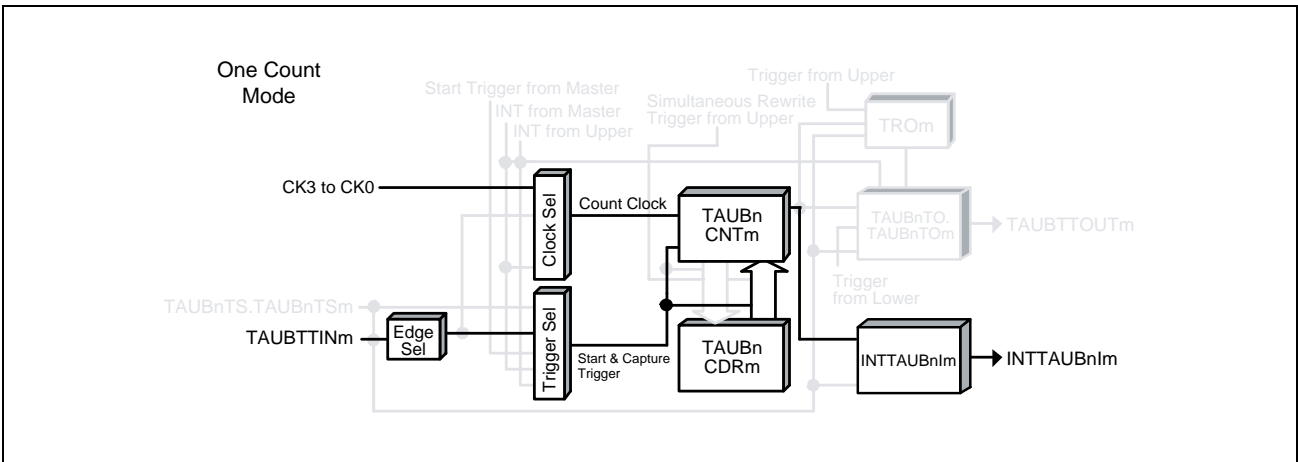 One Count
Mode
Trigger from Upper
Start Trigger from Master
Simultaneous Rewrite
Trigger from Upper
INT from Master
INT from Upper
TROm
CK3 to CK0
Clock Sel
Count Clock
TAUBn
CNTm
TAUBnTO.
TAUBnTOm
TAUBTTOUTm
Trigger
from Lower
TAUBnTS.TAUBnTSm
TAUBTTINm
Edge
Sel
Trigger Sel
Start & Capture
Trigger
TAUBn
CDRm
INTTAUBnIm
INTTAUBnIm